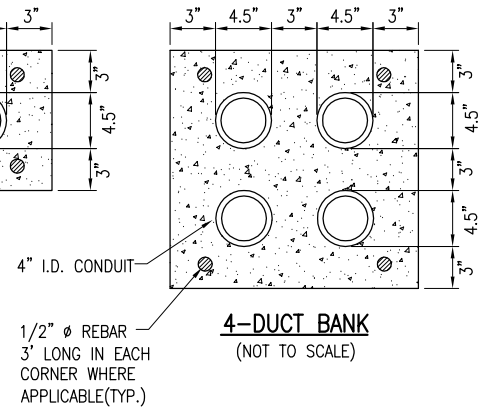 3" 3" 4.5" 3" 4.5" 3"
3"
4.5"
3"
3"
4.5"
3"
4.5"
3"
4" I.D. CONDUIT
1/2" ø REBAR
3' LONG IN EACH
CORNER WHERE
APPLICABLE(TYP.)
4-DUCT BANK
(NOT TO SCALE)